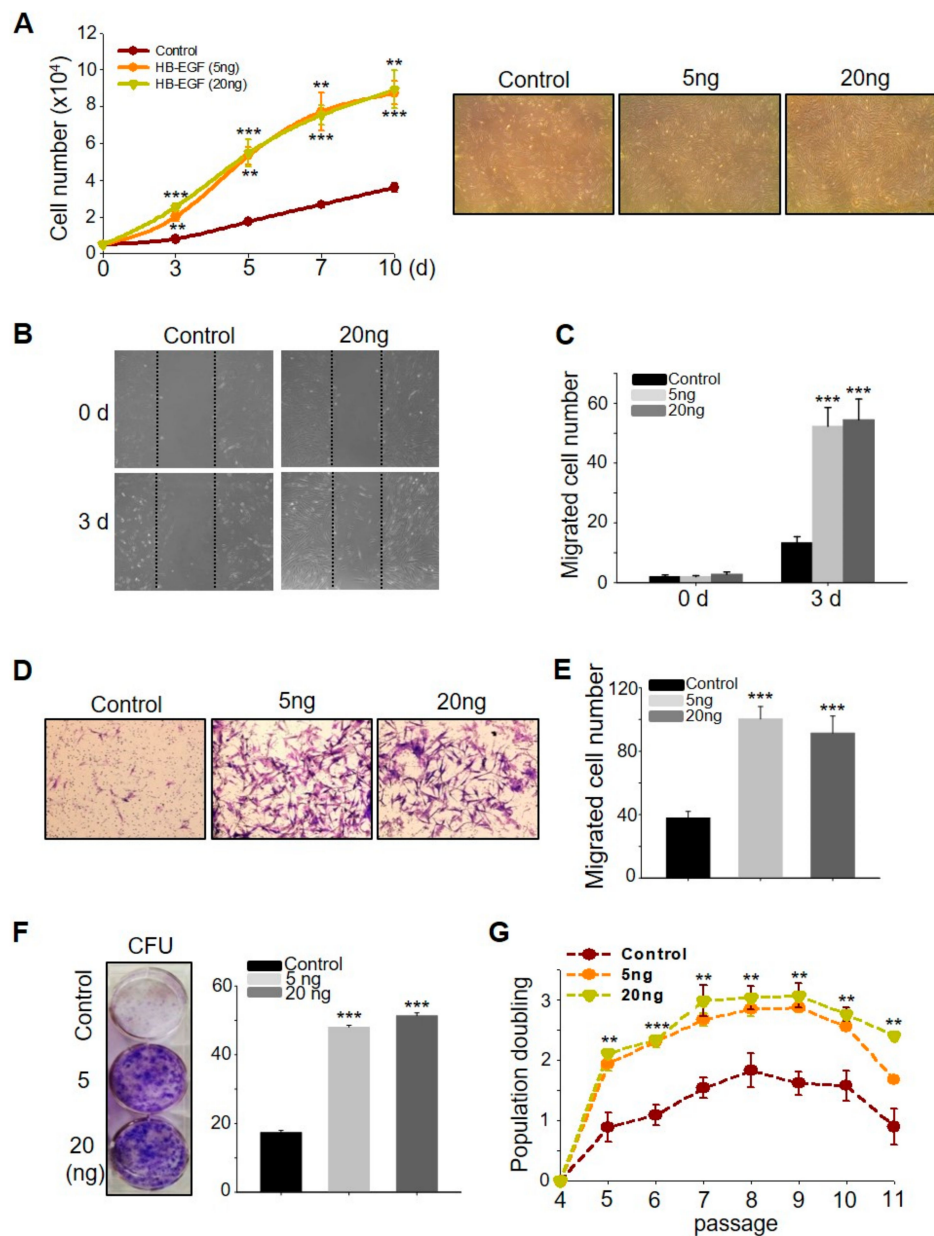 A
Cell number (x10⁴)
12
10
8
6
4
2
0
Control
HB-EGF (5ng)
HB-EGF (20ng)
**
**
***
***
***
**
***
**
0 3 5 7 10 (d)
Control 5ng 20ng
B
Control 20ng
0 d
3 d
C
Migrated cell number
60
40
20
0
Control
5ng
20ng
*** ***
0 d 3 d
D
Control 5ng 20ng
E
Migrated cell number
120
80
40
0
Control
5ng
20ng
*** ***
F
CFU
Control
5
20
(ng)
60
40
20
0
Control
5 ng
20 ng
*** ***
G
Population doubling
3
2
1
0
Control
5ng
20ng
** *** ** ** ** ** **
4 5 6 7 8 9 10 11
passage